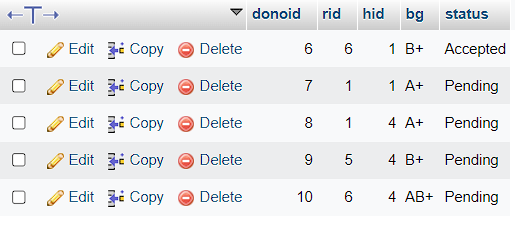 donoid rid hid bg status
Edit Copy Delete 6 6 1 B+ Accepted
Edit Copy Delete 7 1 1 A+ Pending
Edit Copy Delete 8 1 4 A+ Pending
Edit Copy Delete 9 5 4 B+ Pending
Edit Copy Delete 10 6 4 AB+ Pending